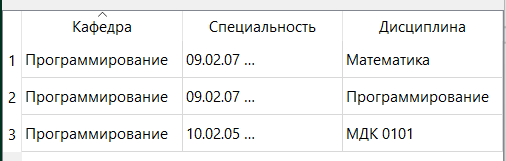 Кафедра Специальность Дисциплина
1 Программирование 09.02.07 ... Математика
2 Программирование 09.02.07 ... Программирование
3 Программирование 10.02.05 ... МДК 0101